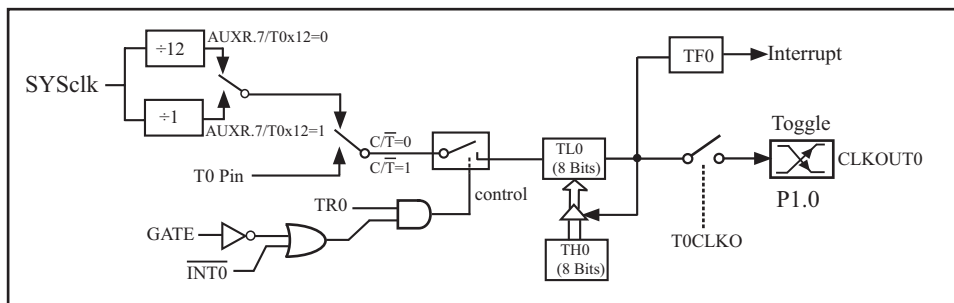 ÷12
AUXR.7/T0x12=0
SYSclk
÷1
AUXR.7/T0x12=1
T0 Pin
C/T̅=0
C/T̅=1
control
TR0
GATE
I̅N̅T̅0̅
TL0
(8 Bits)
TH0
(8 Bits)
TF0
Interrupt
Toggle
CLKOUT0
P1.0
T0CLKO